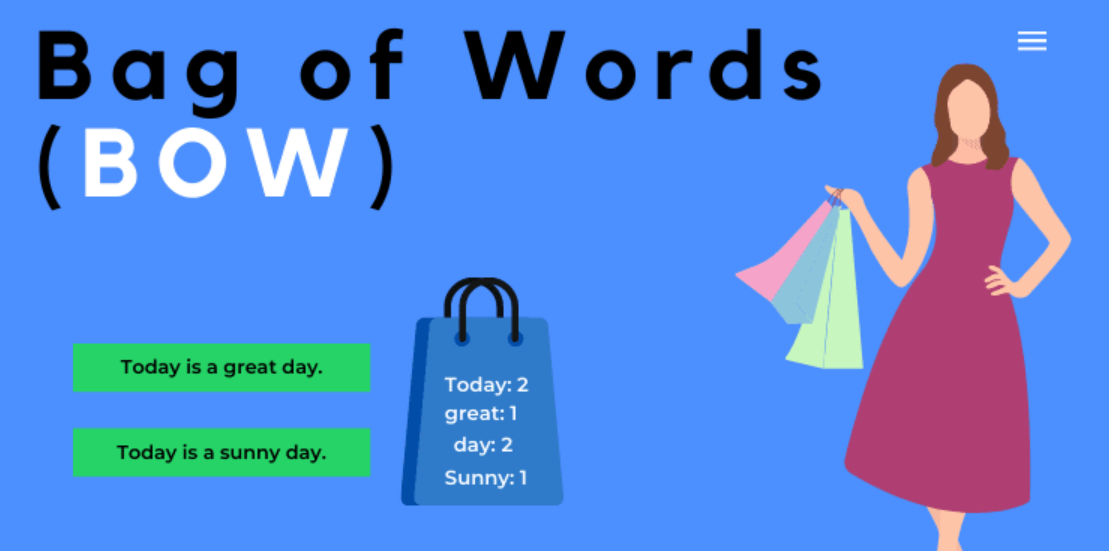 Bag of Words
(BOW)
Today is a great day.
Today is a sunny day.
Today: 2
great: 1
day: 2
Sunny: 1